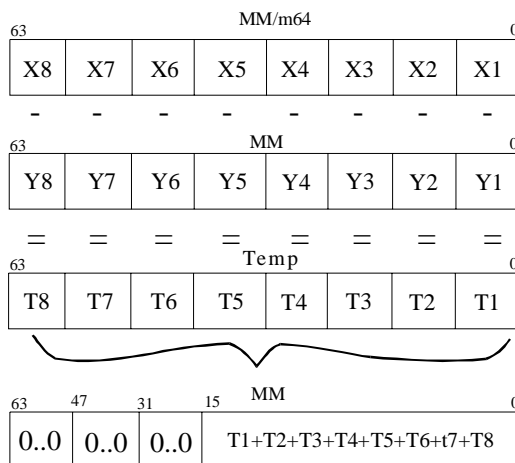 MM/m64
63 0
X8 X7 X6 X5 X4 X3 X2 X1
- - - - - - - -
MM
63 0
Y8 Y7 Y6 Y5 Y4 Y3 Y2 Y1
= = = = = = = =
Temp
63 0
T8 T7 T6 T5 T4 T3 T2 T1
MM
63 47 31 15 0
0..0 0..0 0..0 T1+T2+T3+T4+T5+T6+t7+T8